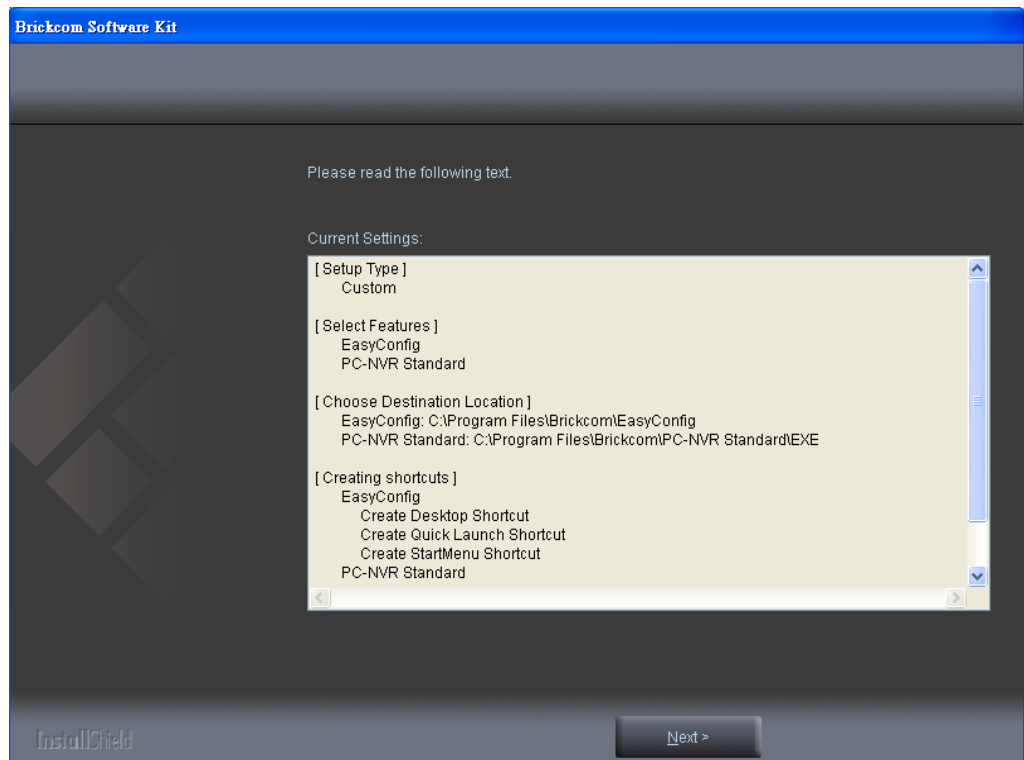 Brickcom Software Kit
Please read the following text.
Current Settings:
[ Setup Type ]
Custom
[ Select Features ]
EasyConfig
PC-NVR Standard
[ Choose Destination Location ]
EasyConfig: C:\Program Files\Brickcom\EasyConfig
PC-NVR Standard: C:\Program Files\Brickcom\PC-NVR Standard\EXE
[ Creating shortcuts ]
EasyConfig
Create Desktop Shortcut
Create Quick Launch Shortcut
Create StartMenu Shortcut
PC-NVR Standard
InstallShield
Next >